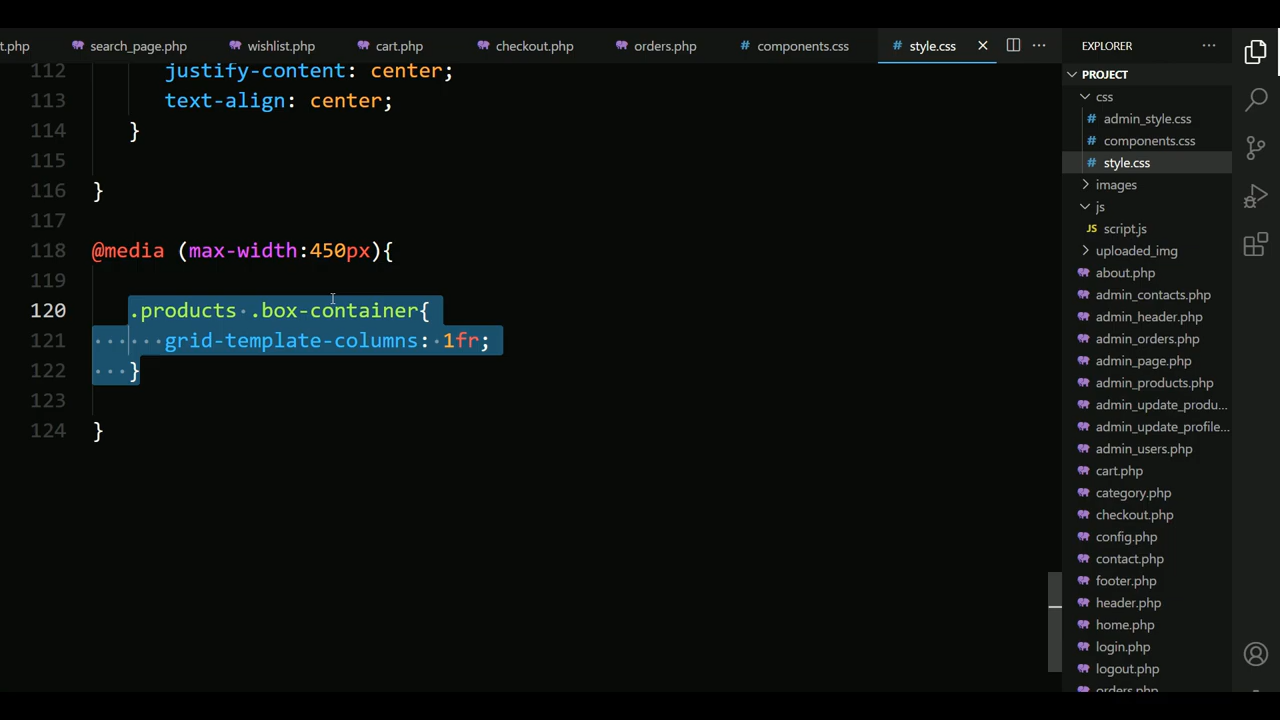 t.php search_page.php wishlist.php cart.php checkout.php orders.php # components.css # style.css × ···
EXPLORER ···
PROJECT
css
# admin_style.css
# components.css
# style.css
images
js
JS script.js
uploaded_img
about.php
admin_contacts.php
admin_header.php
admin_orders.php
admin_page.php
admin_products.php
admin_update_produ...
admin_update_profile...
admin_users.php
cart.php
category.php
checkout.php
config.php
contact.php
footer.php
header.php
home.php
login.php
logout.php
orders.php
112 justify-content: center;
113 text-align: center;
114 }
115
116 }
117
118 @media (max-width:450px){
119
120 .products .box-container{
121 grid-template-columns: 1fr;
122 }
123
124 }